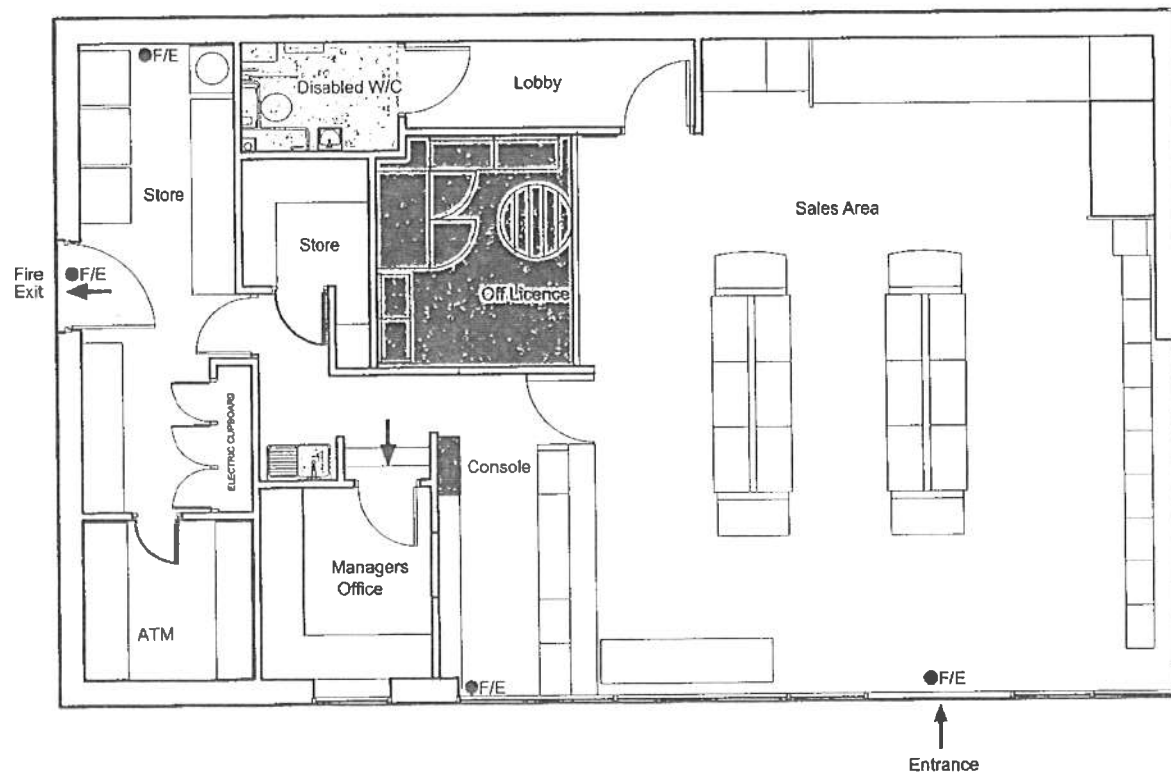 F/E
Disabled W/C
Lobby
Store
Sales Area
Store
Fire
Exit
F/E
Off Licence
ELECTRIC CUPBOARD
Console
Managers
Office
ATM
F/E
F/E
Entrance